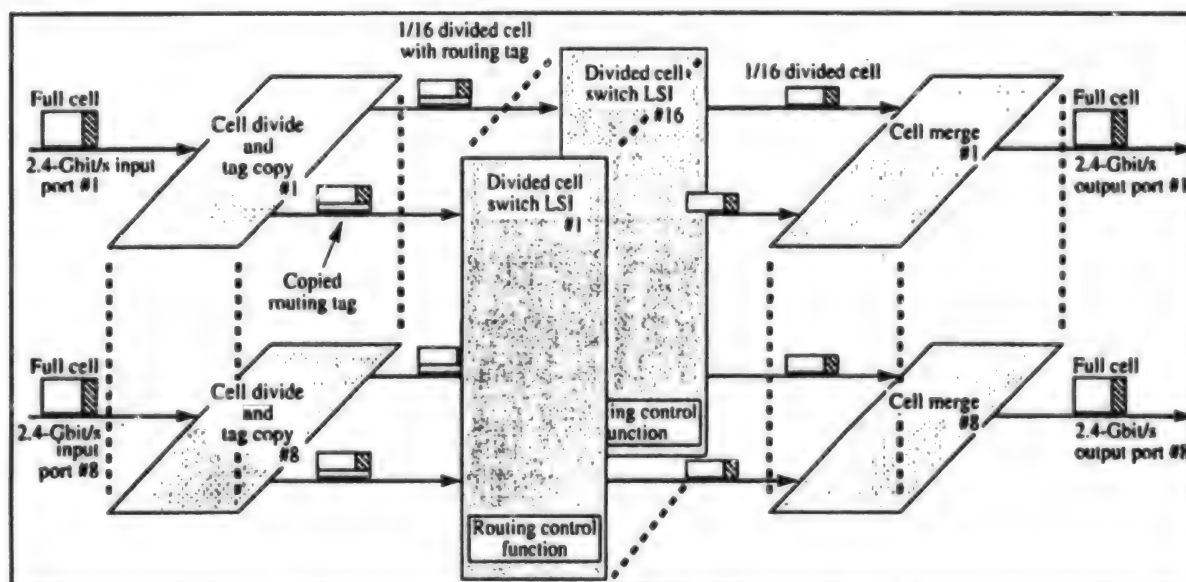 1/16 divided cell
with routing tag
Full cell
2.4-Gbit/s input
port #1
Cell divide
and
tag copy
#1
Copied
routing tag
Divided cell
switch LSI
#16
Divided cell
switch LSI
#1
1/16 divided cell
Cell merge
#1
Full cell
2.4-Gbit/s
output port #1
Full cell
2.4-Gbit/s
input
port #8
Cell divide
and
tag copy
#8
Routing control
function
ing control
unction
Cell merge
#8
Full cell
2.4-Gbit/s
output port #8